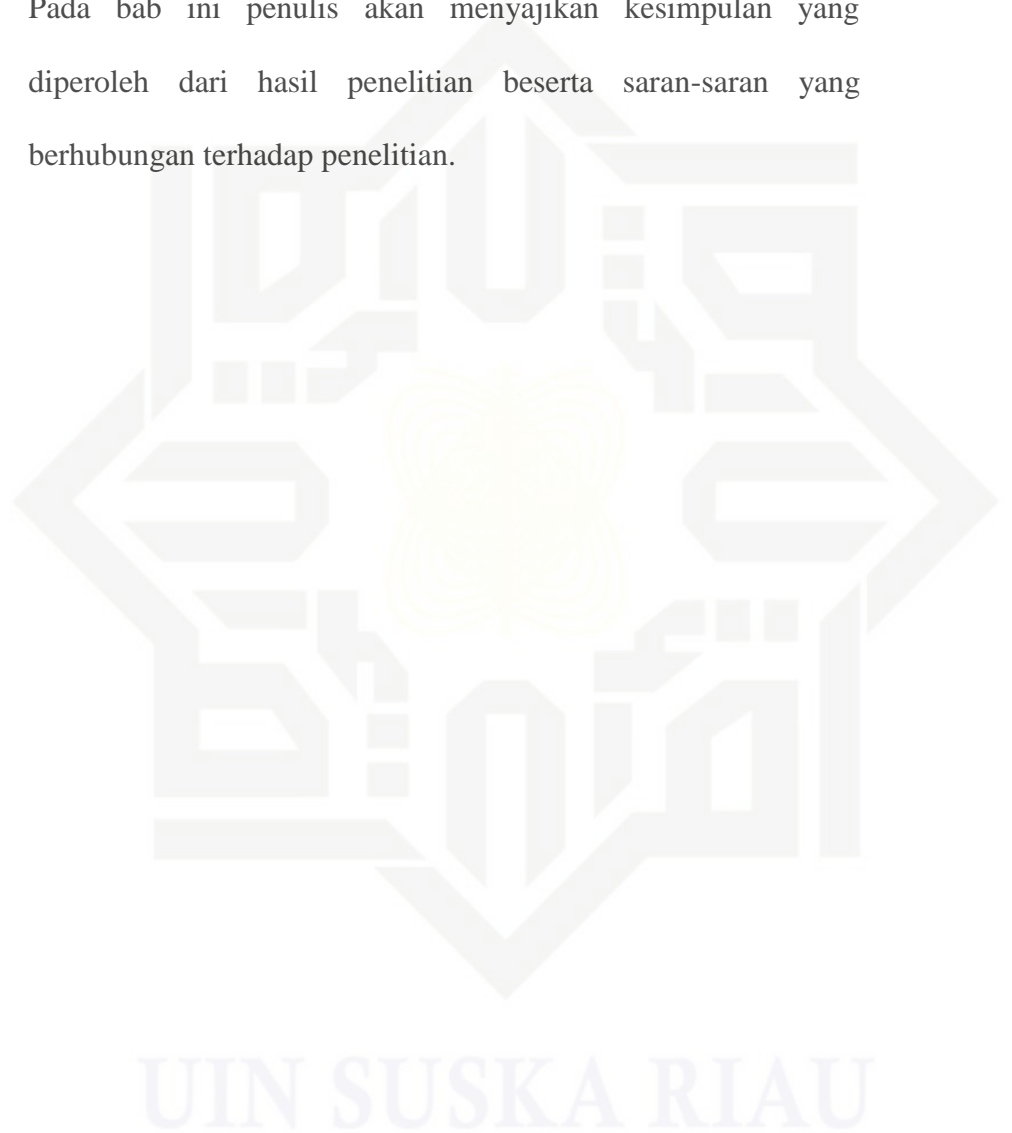 Pada bab ini penulis akan menyajikan kesimpulan yang
diperoleh dari hasil penelitian beserta saran-saran yang
berhubungan terhadap penelitian.
UIN SUSKA RIAU